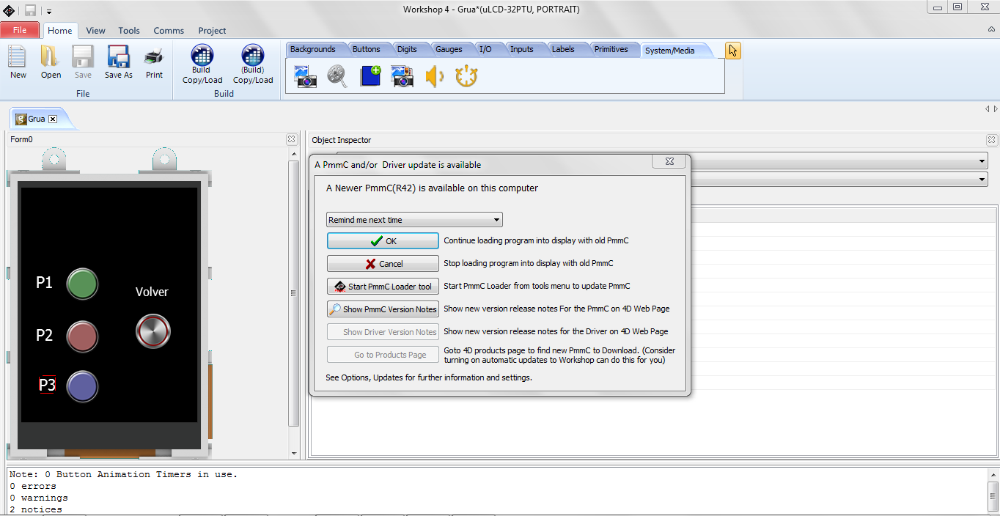 Workshop 4 - Grua*(uLCD-32PTU, PORTRAIT)
File Home View Tools Comms Project
New Open Save Save As Print
Build Copy/Load
(Build) Copy/Load
File Build
Backgrounds Buttons Digits Gauges I/O Inputs Labels Primitives System/Media
Grua
Form0
P1
P2
P3
Volver
Object Inspector
A PmmC and/or Driver update is available
A Newer PmmC(R42) is available on this computer
Remind me next time
OK Continue loading program into display with old PmmC
Cancel Stop loading program into display with old PmmC
Start PmmC Loader tool Start PmmC Loader from tools menu to update PmmC
Show PmmC Version Notes Show new version release notes For the PmmC on 4D Web Page
Show Driver Version Notes Show new version release notes for the Driver on 4D Web Page
Go to Products Page Goto 4D products page to find new PmmC to Download. (Consider
turning on automatic updates to Workshop can do this for you)
See Options, Updates for further information and settings.
Note: 0 Button Animation Timers in use.
0 errors
0 warnings
2 notices